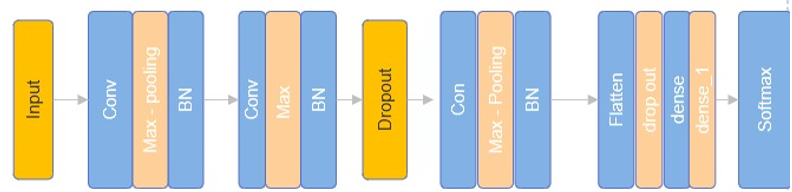 Input
Conv
Max - pooling
BN
Conv
Max
BN
Dropout
Con
Max - Pooling
BN
Flatten
drop out
dense
dense_1
Softmax